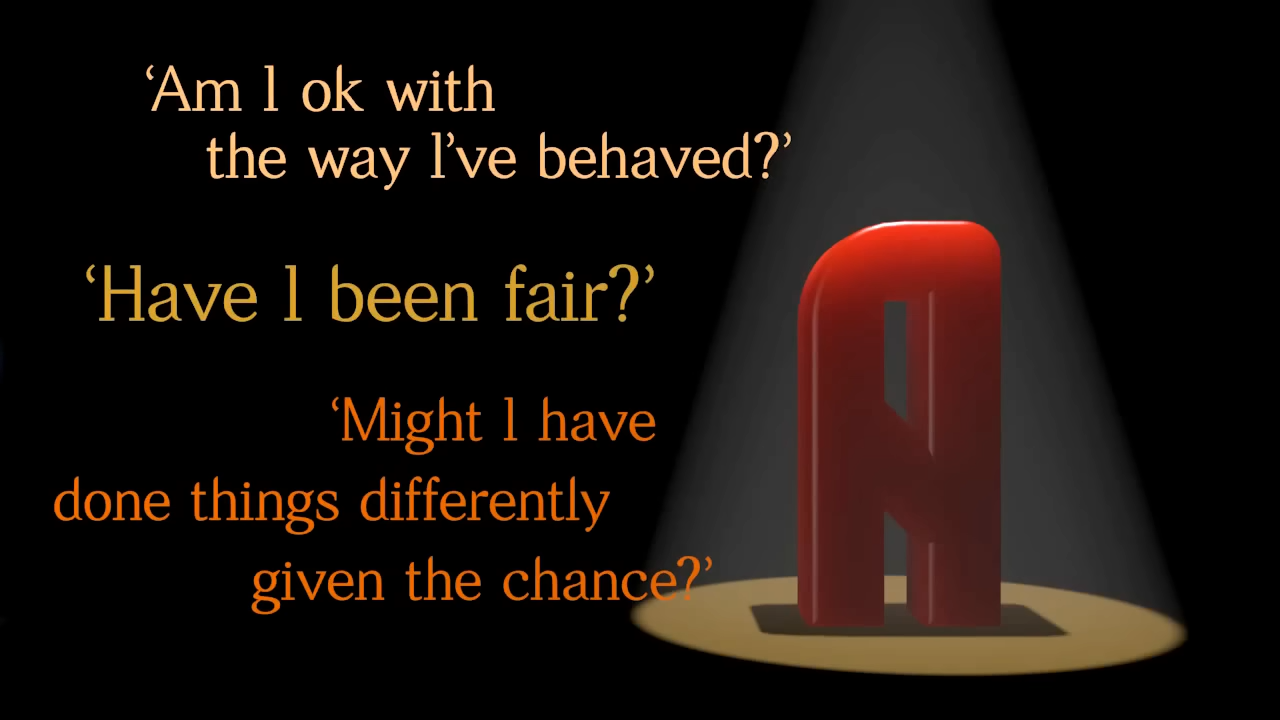 ‘Am I ok with
the way I’ve behaved?’
‘Have I been fair?’
‘Might I have
done things differently
given the chance?’
A